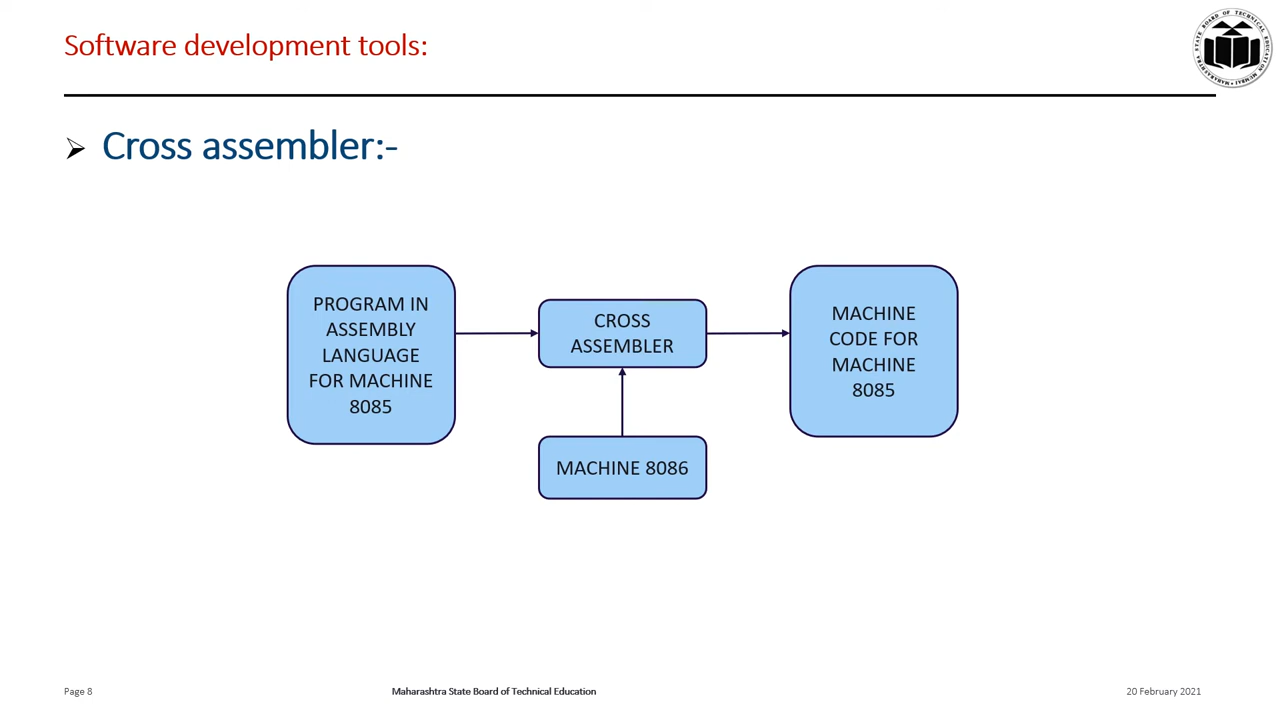 Software development tools:
Cross assembler:-
PROGRAM IN
ASSEMBLY
LANGUAGE
FOR MACHINE
8085
CROSS
ASSEMBLER
MACHINE
CODE FOR
MACHINE
8085
MACHINE 8086
Page 8
Maharashtra State Board of Technical Education
20 February 2021